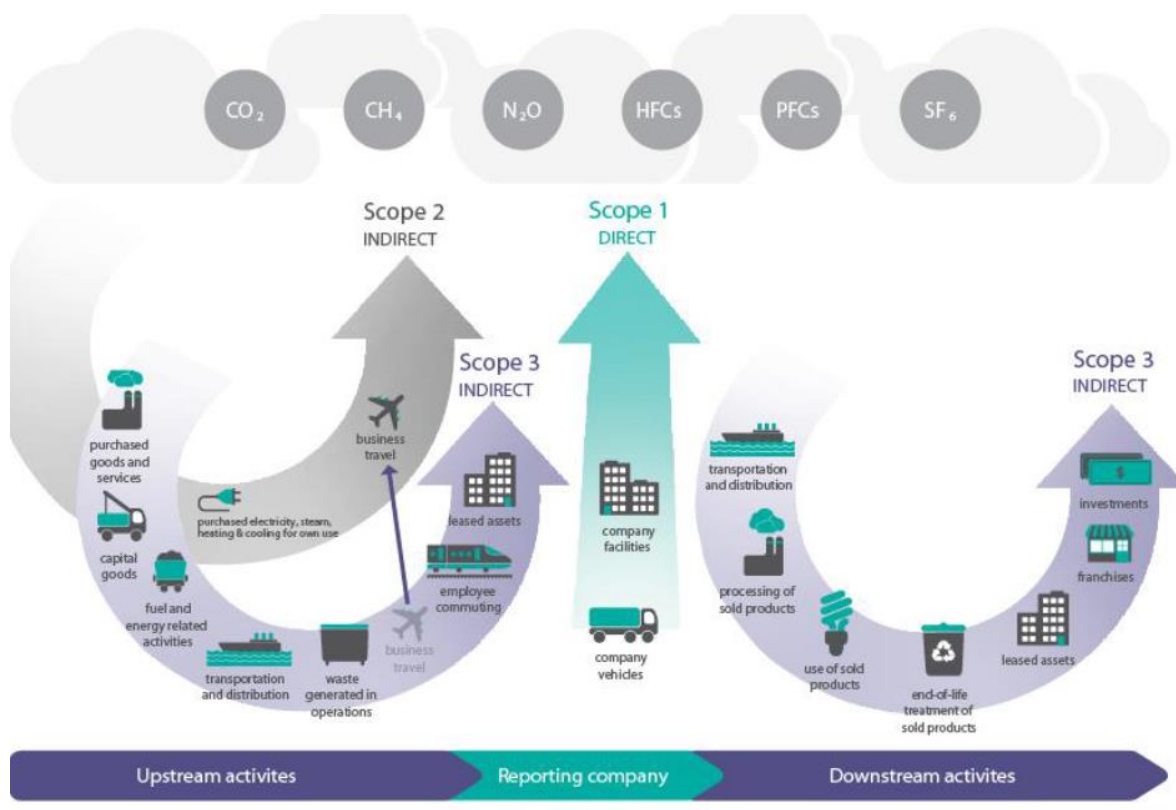 CO₂
CH₄
N₂O
HFCs
PFCs
SF₆
Scope 2
INDIRECT
Scope 1
DIRECT
Scope 3
INDIRECT
Scope 3
INDIRECT
purchased
goods and
services
capital
goods
fuel and
energy related
activities
purchased electricity, steam,
heating & cooling for own use
business
travel
transportation
and distribution
waste
generated in
operations
business
travel
employee
commuting
leased assets
company
facilities
company
vehicles
transportation
and distribution
processing of
sold products
use of sold
products
end-of-life
treatment of
sold products
leased assets
franchises
investments
$
Upstream activites
Reporting company
Downstream activites